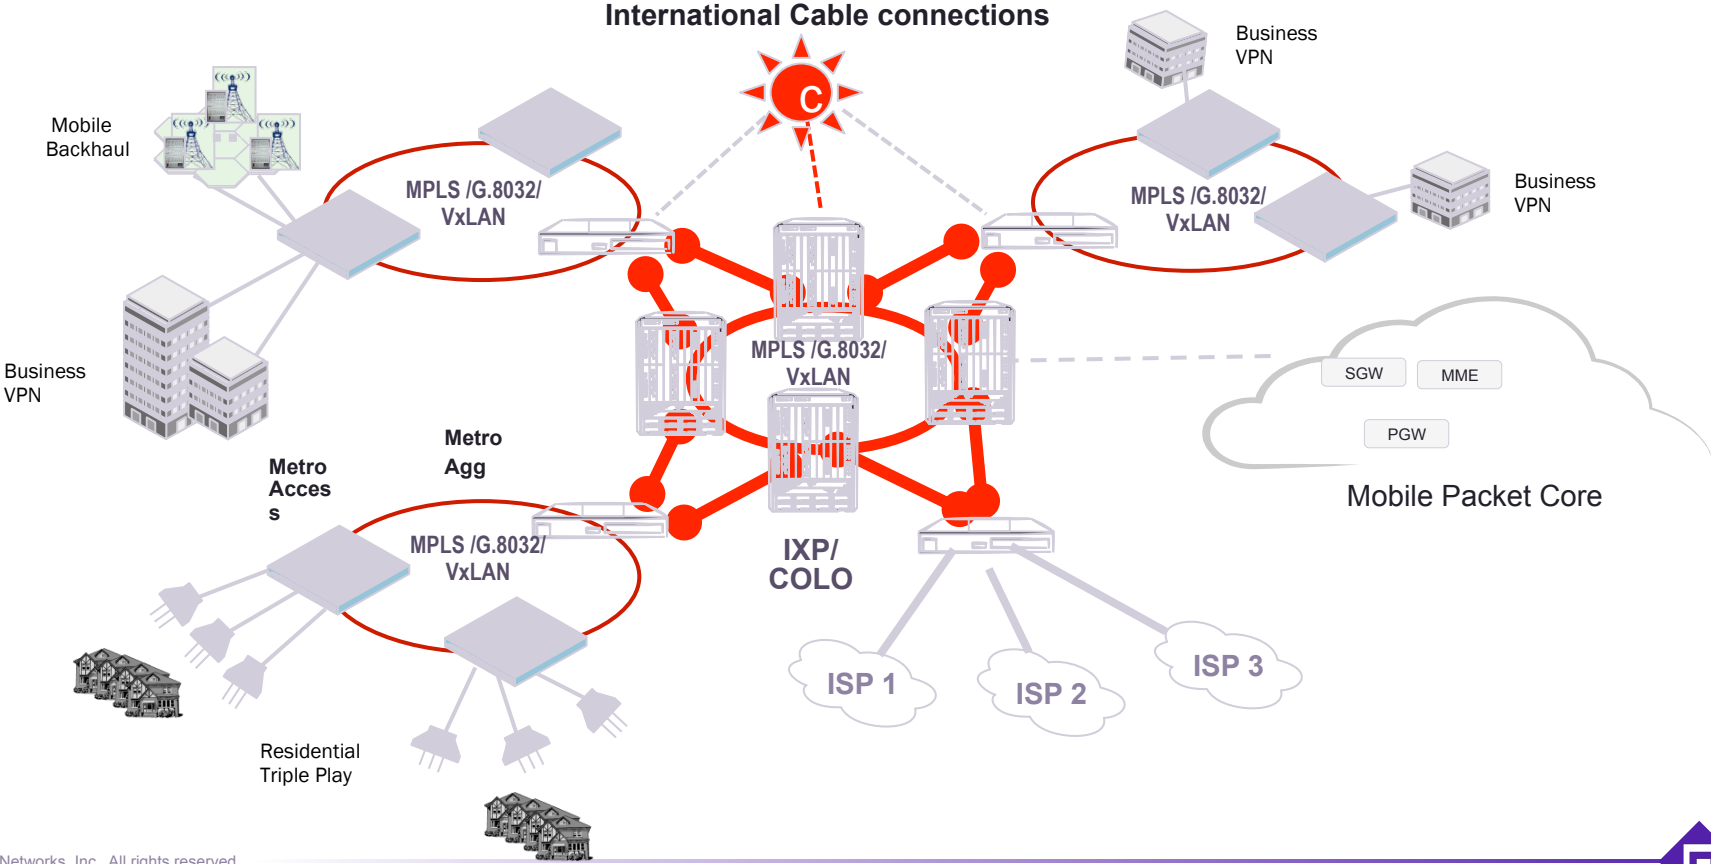 International Cable connections
Business
VPN
C
Mobile
Backhaul
MPLS /G.8032/
VxLAN
MPLS /G.8032/
VxLAN
Business
VPN
MPLS /G.8032/
VxLAN
SGW
MME
PGW
Mobile Packet Core
Business
VPN
Metro
Agg
Metro
Acces
s
MPLS /G.8032/
VxLAN
IXP/
COLO
ISP 1
ISP 2
ISP 3
Residential
Triple Play
Networks, Inc. All rights reserved